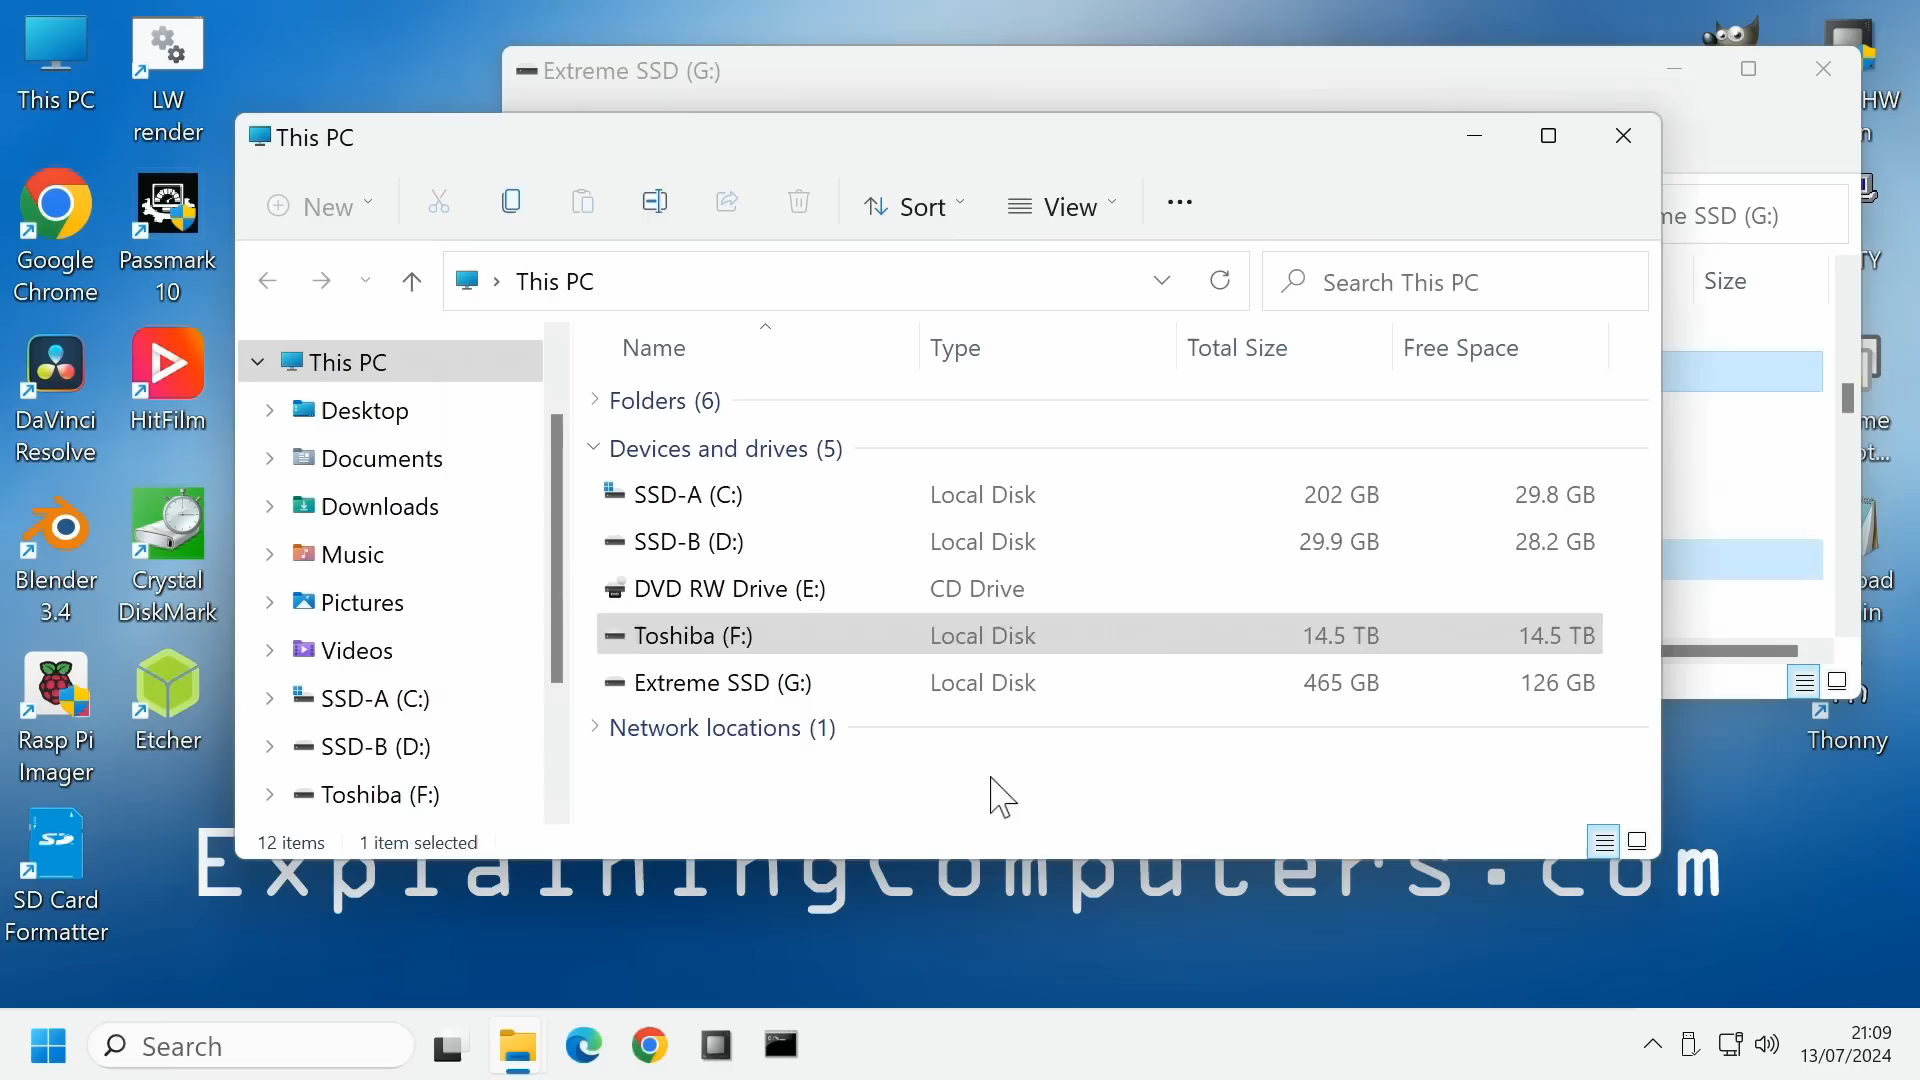 This PC
LW
render
Google
Chrome
Passmark
10
DaVinci
Resolve
HitFilm
Blender
3.4
Crystal
DiskMark
Rasp Pi
Imager
Etcher
SD Card
Formatter
Extreme SSD (G:)
This PC
New
Sort
View
This PC
Search This PC
This PC
Desktop
Documents
Downloads
Music
Pictures
Videos
SSD-A (C:)
SSD-B (D:)
Toshiba (F:)
Name Type Total Size Free Space
Folders (6)
Devices and drives (5)
SSD-A (C:) Local Disk 202 GB 29.8 GB
SSD-B (D:) Local Disk 29.9 GB 28.2 GB
DVD RW Drive (E:) CD Drive
Toshiba (F:) Local Disk 14.5 TB 14.5 TB
Extreme SSD (G:) Local Disk 465 GB 126 GB
Network locations (1)
12 items 1 item selected
SSD (G:)
Size
HW
Thonny
ExplainingComputers.com
Search
21:09
13/07/2024